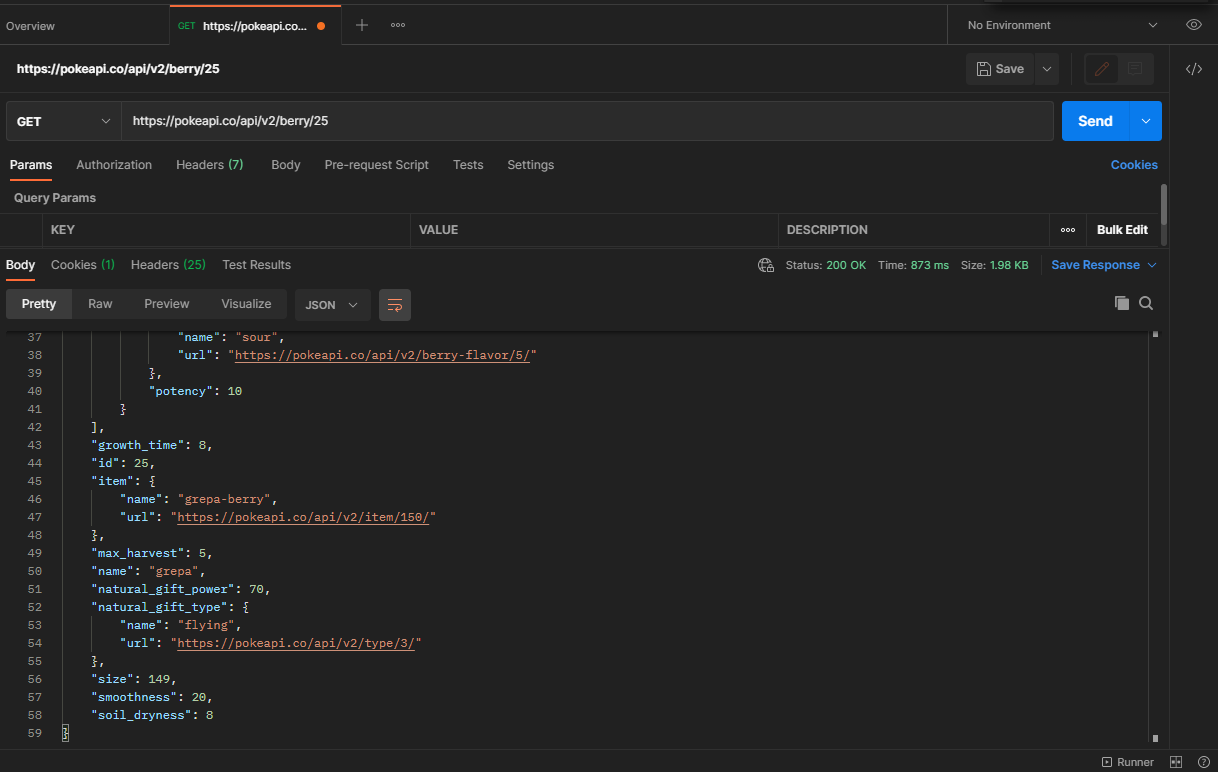 Overview
GET https://pokeapi.co...
No Environment
https://pokeapi.co/api/v2/berry/25
Save
GET
https://pokeapi.co/api/v2/berry/25
Send
Params Authorization Headers (7) Body Pre-request Script Tests Settings
Cookies
Query Params
KEY VALUE DESCRIPTION
Bulk Edit
Body Cookies (1) Headers (25) Test Results
Status: 200 OK Time: 873 ms Size: 1.98 KB
Save Response
Pretty Raw Preview Visualize JSON
37 "name": "sour",
38 "url": "https://pokeapi.co/api/v2/berry-flavor/5/"
39 },
40 "potency": 10
41 }
42 ],
43 "growth_time": 8,
44 "id": 25,
45 "item": {
46 "name": "grepa-berry",
47 "url": "https://pokeapi.co/api/v2/item/150/"
48 },
49 "max_harvest": 5,
50 "name": "grepa",
51 "natural_gift_power": 70,
52 "natural_gift_type": {
53 "name": "flying",
54 "url": "https://pokeapi.co/api/v2/type/3/"
55 },
56 "size": 149,
57 "smoothness": 20,
58 "soil_dryness": 8
59 }
Runner